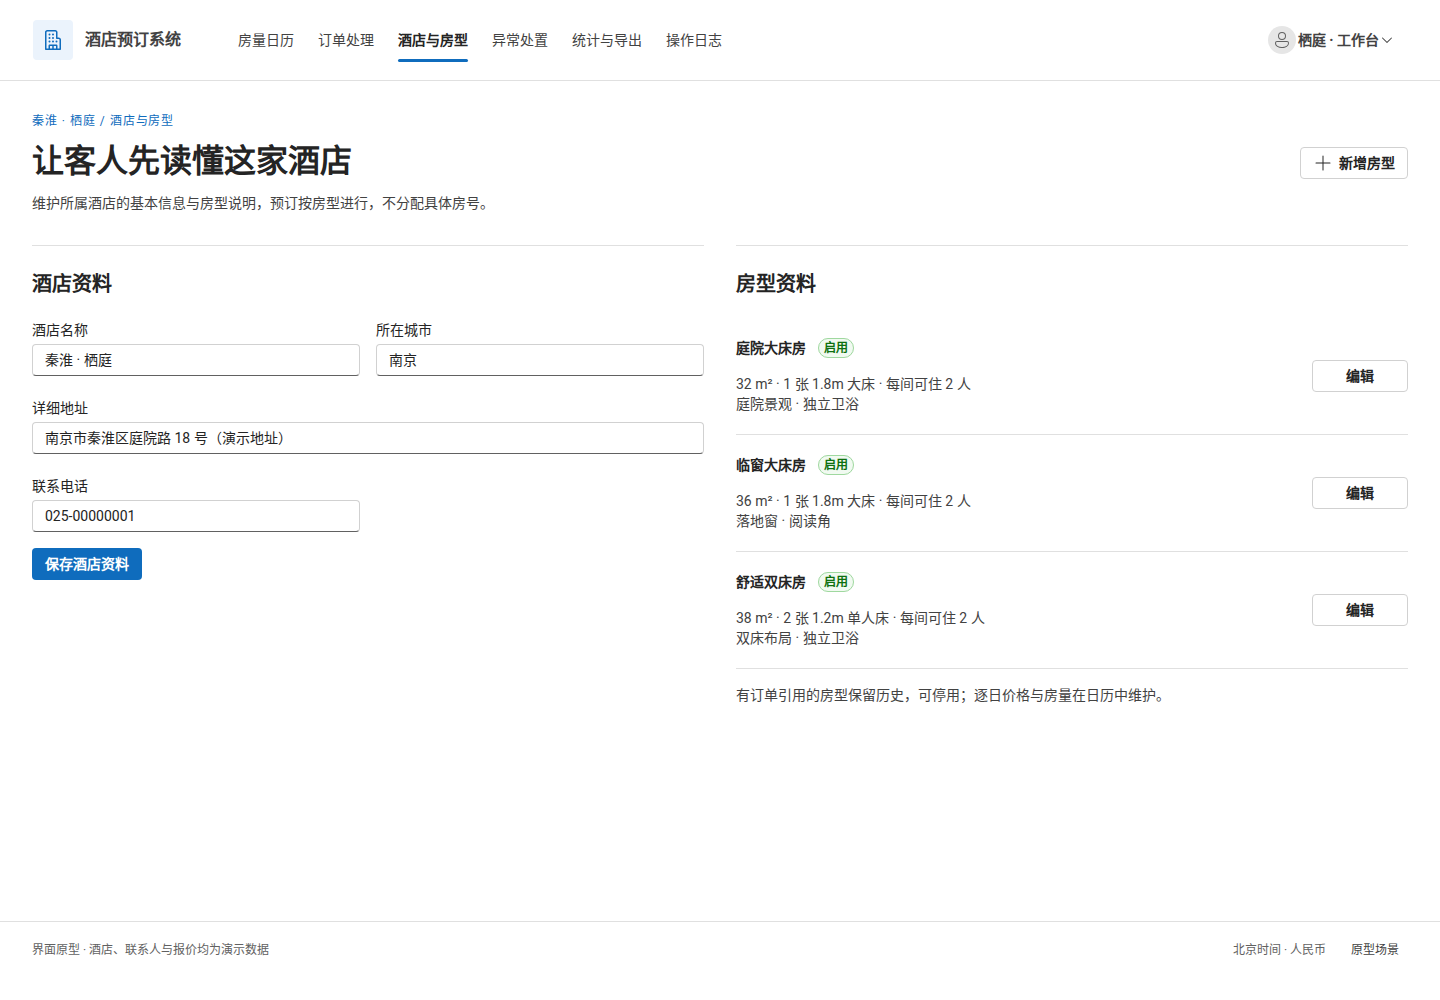 酒店预订系统
房量日历
订单处理
酒店与房型
异常处置
统计与导出
操作日志
栖庭 · 工作台
秦淮 · 栖庭 / 酒店与房型
让客人先读懂这家酒店
维护所属酒店的基本信息与房型说明，预订按房型进行，不分配具体房号。
新增房型
酒店资料
酒店名称
所在城市
秦淮 · 栖庭
南京
详细地址
南京市秦淮区庭院路 18 号（演示地址）
联系电话
025-00000001
保存酒店资料
房型资料
庭院大床房 启用
32 m² · 1 张 1.8m 大床 · 每间可住 2 人
庭院景观 · 独立卫浴
编辑
临窗大床房 启用
36 m² · 1 张 1.8m 大床 · 每间可住 2 人
落地窗 · 阅读角
编辑
舒适双床房 启用
38 m² · 2 张 1.2m 单人床 · 每间可住 2 人
双床布局 · 独立卫浴
编辑
有订单引用的房型保留历史，可停用；逐日价格与房量在日历中维护。
界面原型 · 酒店、联系人与报价均为演示数据
北京时间 · 人民币
原型场景